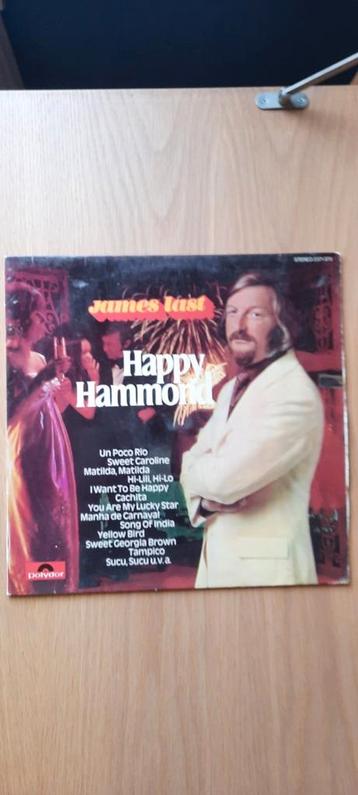 STEREO 2371 371
James Last
Happy
Hammond
Un Poco Rio
Sweet Caroline
Matilda, Matilda
Hi-Lili, Hi-Lo
I Want To Be Happy
Cachita
You Are My Lucky Star
Manha de Carnaval
Song Of India
Yellow Bird
Sweet Georgia Brown
Tampico
Sucu, Sucu u.v.a.
polydor